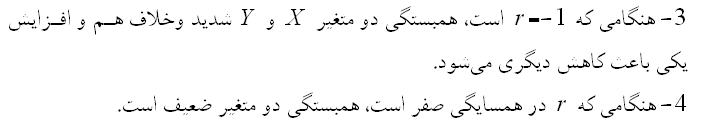 3- هنگامی که r=-1 است، همبستگی دو متغیر X و Y شدید وخلاف هم و افزایش
یکی باعث کاهش دیگری می‌شود.
4- هنگامی که r در همسایگی صفر است، همبستگی دو متغیر ضعیف است.